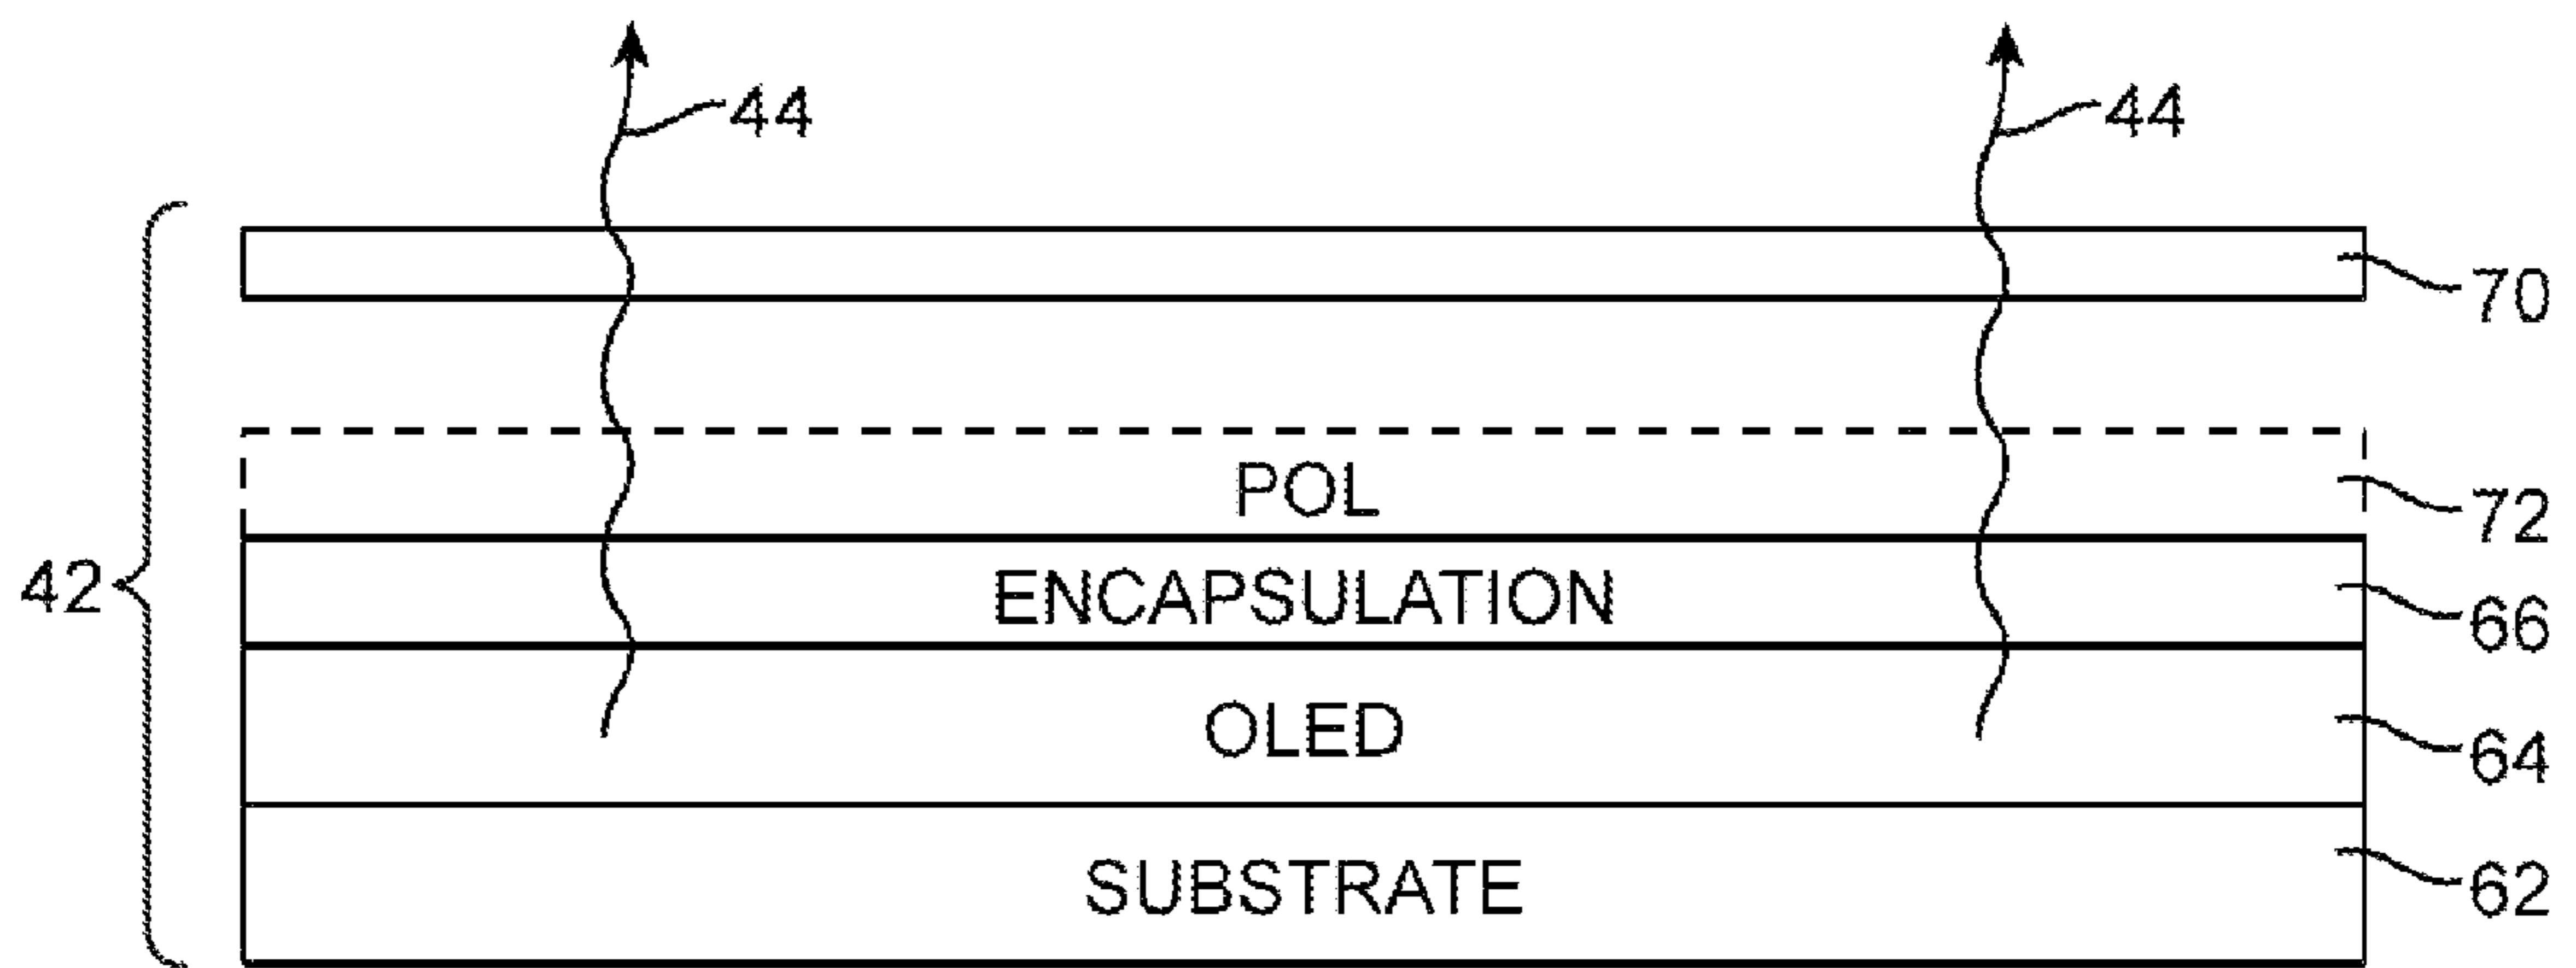 44 44
70
POL 72
42 ENCAPSULATION 66
OLED 64
SUBSTRATE 62